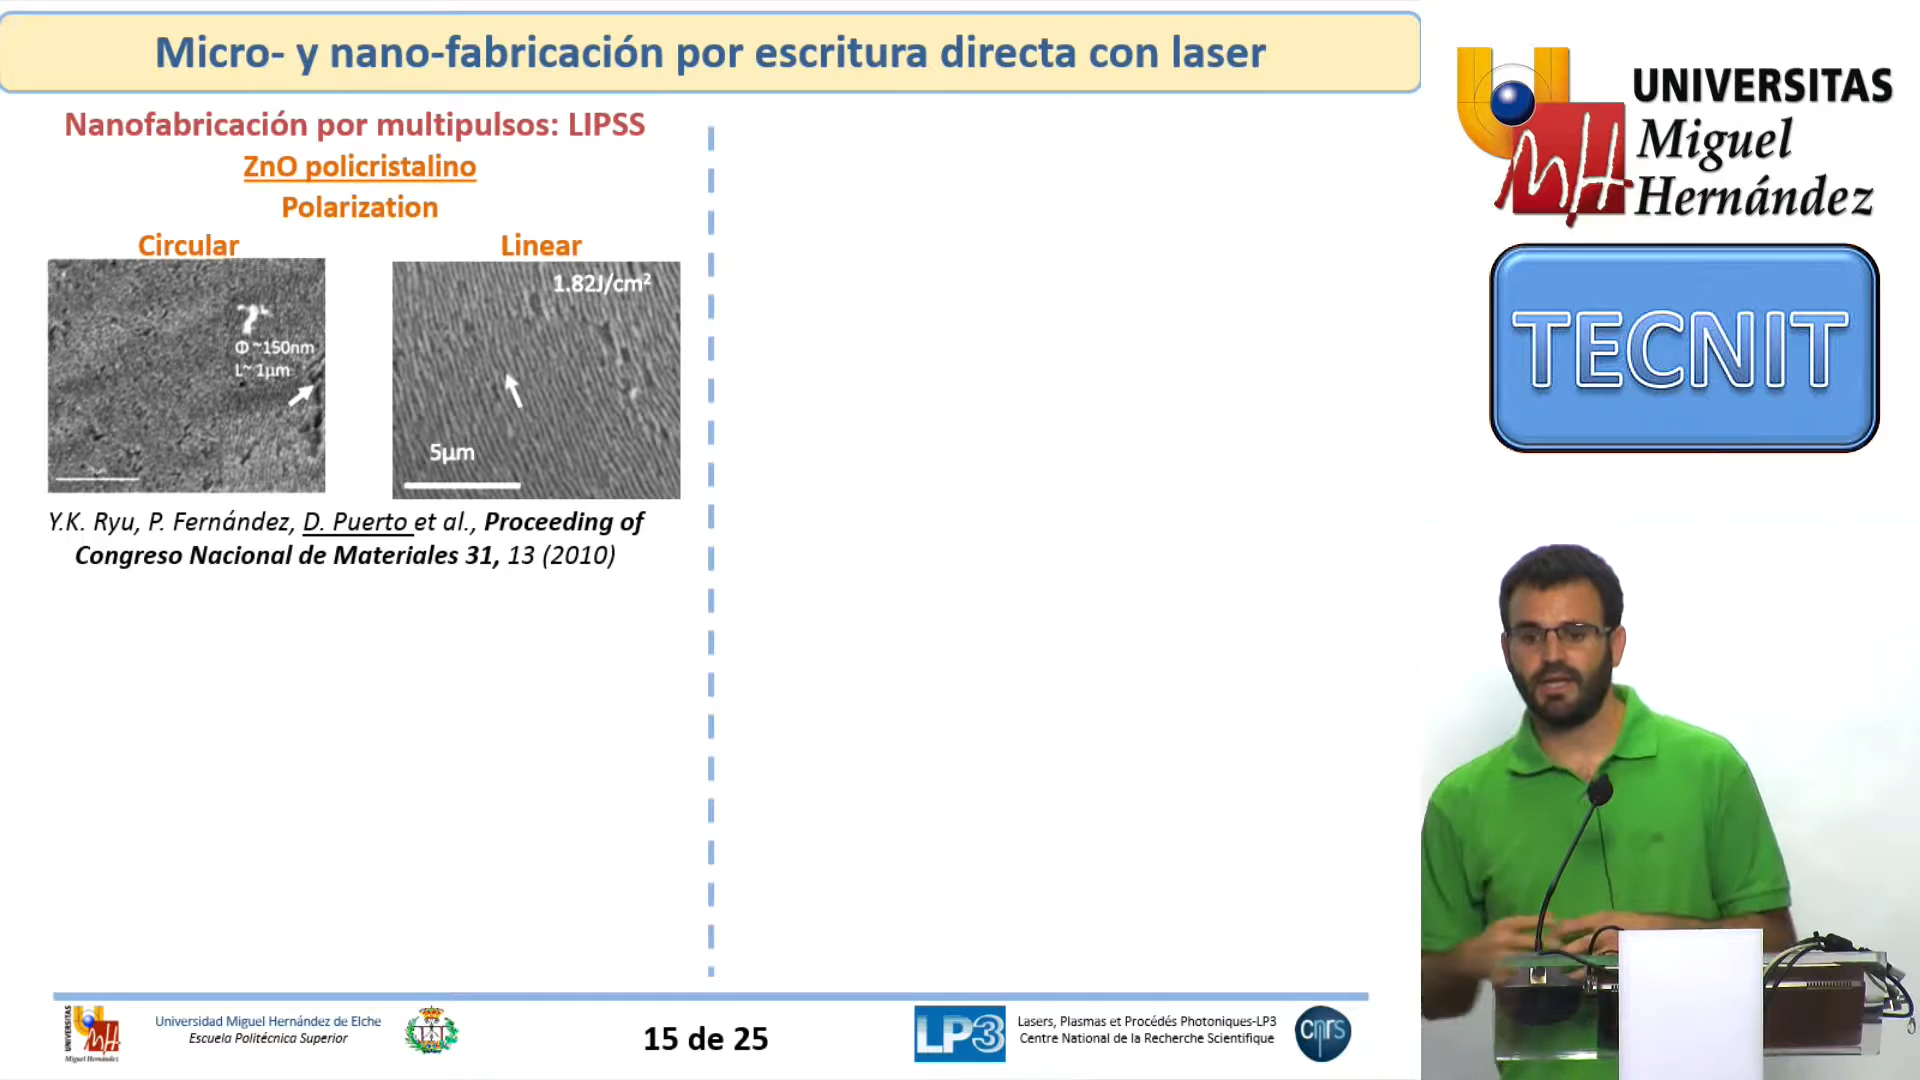 Micro- y nano-fabricación por escritura directa con laser
Nanofabricación por multipulsos: LIPSS
ZnO policristalino
Polarization
Circular
Linear
Φ ~150nm
L~ 1µm
1.82J/cm²
5µm
Y.K. Ryu, P. Fernández, D. Puerto et al., Proceeding of
Congreso Nacional de Materiales 31, 13 (2010)
UNIVERSITAS
Miguel
Hernández
TECNIT
UNIVERSITAS
Miguel Hernández
Universidad Miguel Hernández de Elche
Escuela Politécnica Superior
15 de 25
LP3
Lasers, Plasmas et Procédés Photoniques-LP3
Centre National de la Recherche Scientifique
cnrs